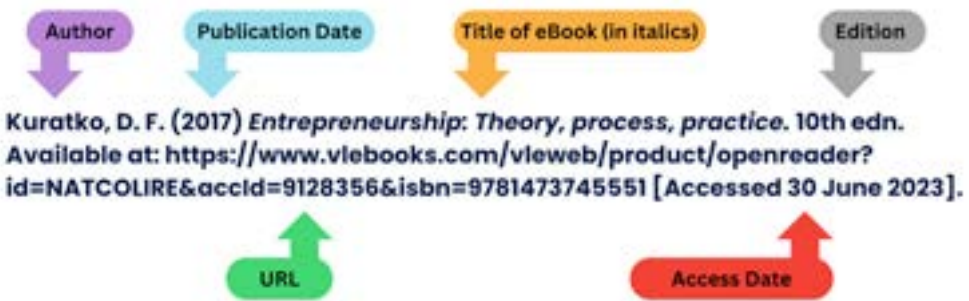 Author
Publication Date
Title of eBook (in italics)
Edition
Kuratko, D. F. (2017) Entrepreneurship: Theory, process, practice. 10th edn.
Available at: https://www.vlebooks.com/vleweb/product/openreader?
id=NATCOLIRE&accId=9128356&isbn=9781473745551 [Accessed 30 June 2023].
URL
Access Date